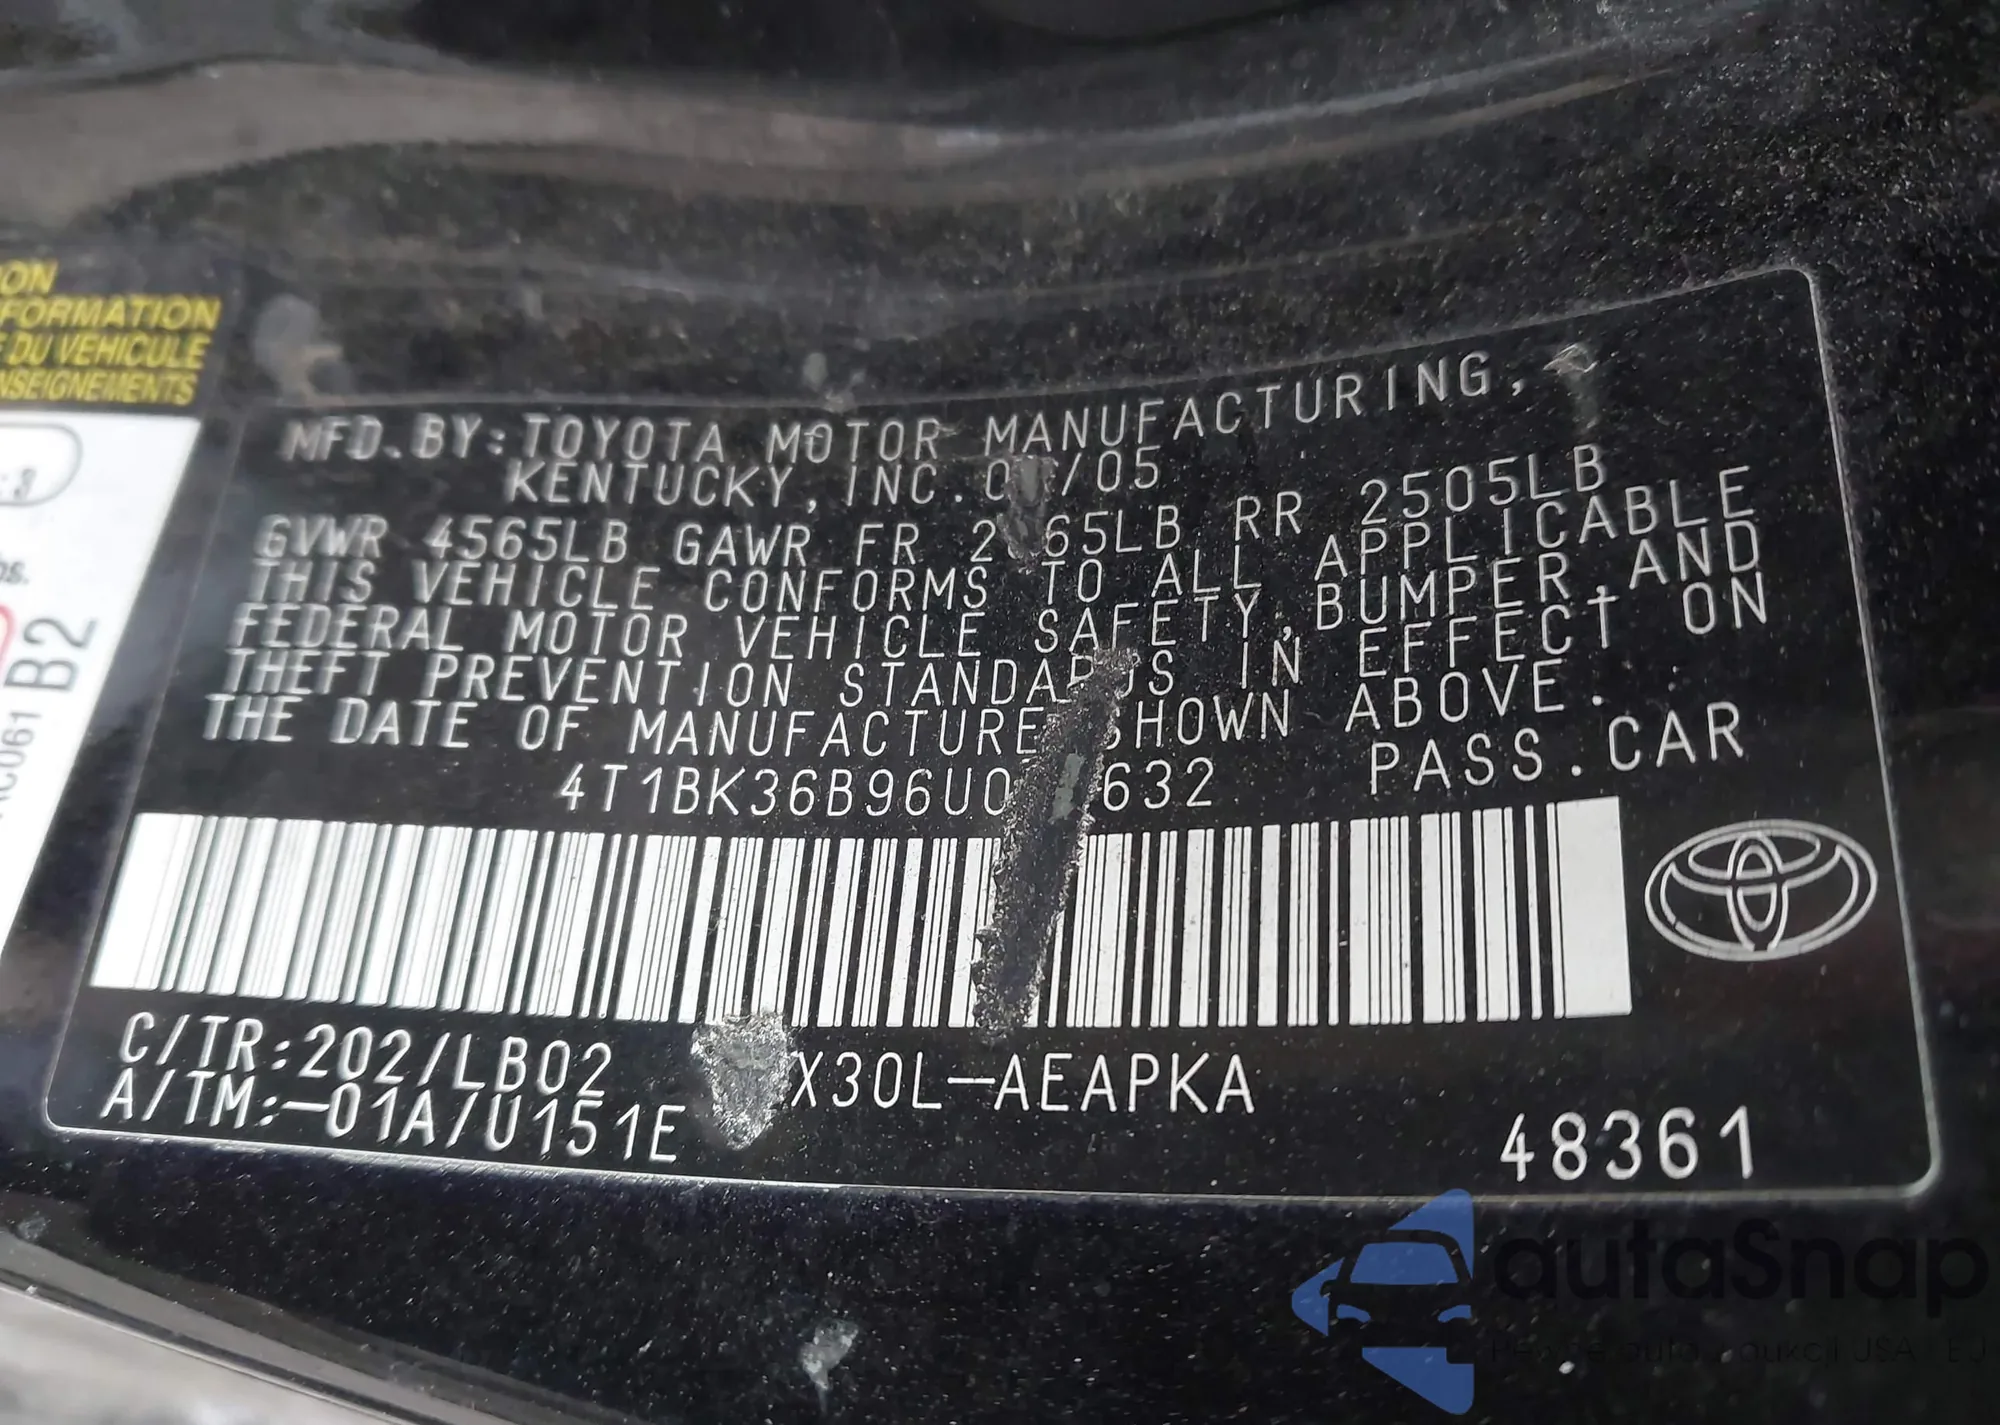 ON
FORMATION
DU VEHICULE
NSEIGNEMENTS
:3
B2
MFD.BY:TOYOTA MOTOR MANUFACTURING,
KENTUCKY, INC. /05
GVWR 4565LB GAWR FR RR 2505LB
THIS VEHICLE CONFORMS TO ALL APPLICABLE
FEDERAL MOTOR VEHICLE SAFETY, BUMPER, AND
THEFT PREVENTION STANDARDS IN EFFECT ON
THE DATE OF MANUFACTURE SHOWN ABOVE.
PASS.CAR
C/TR:202/LB02 X30L-AEAPKA
A/TM:-01A/U151E
48361
autaSnap